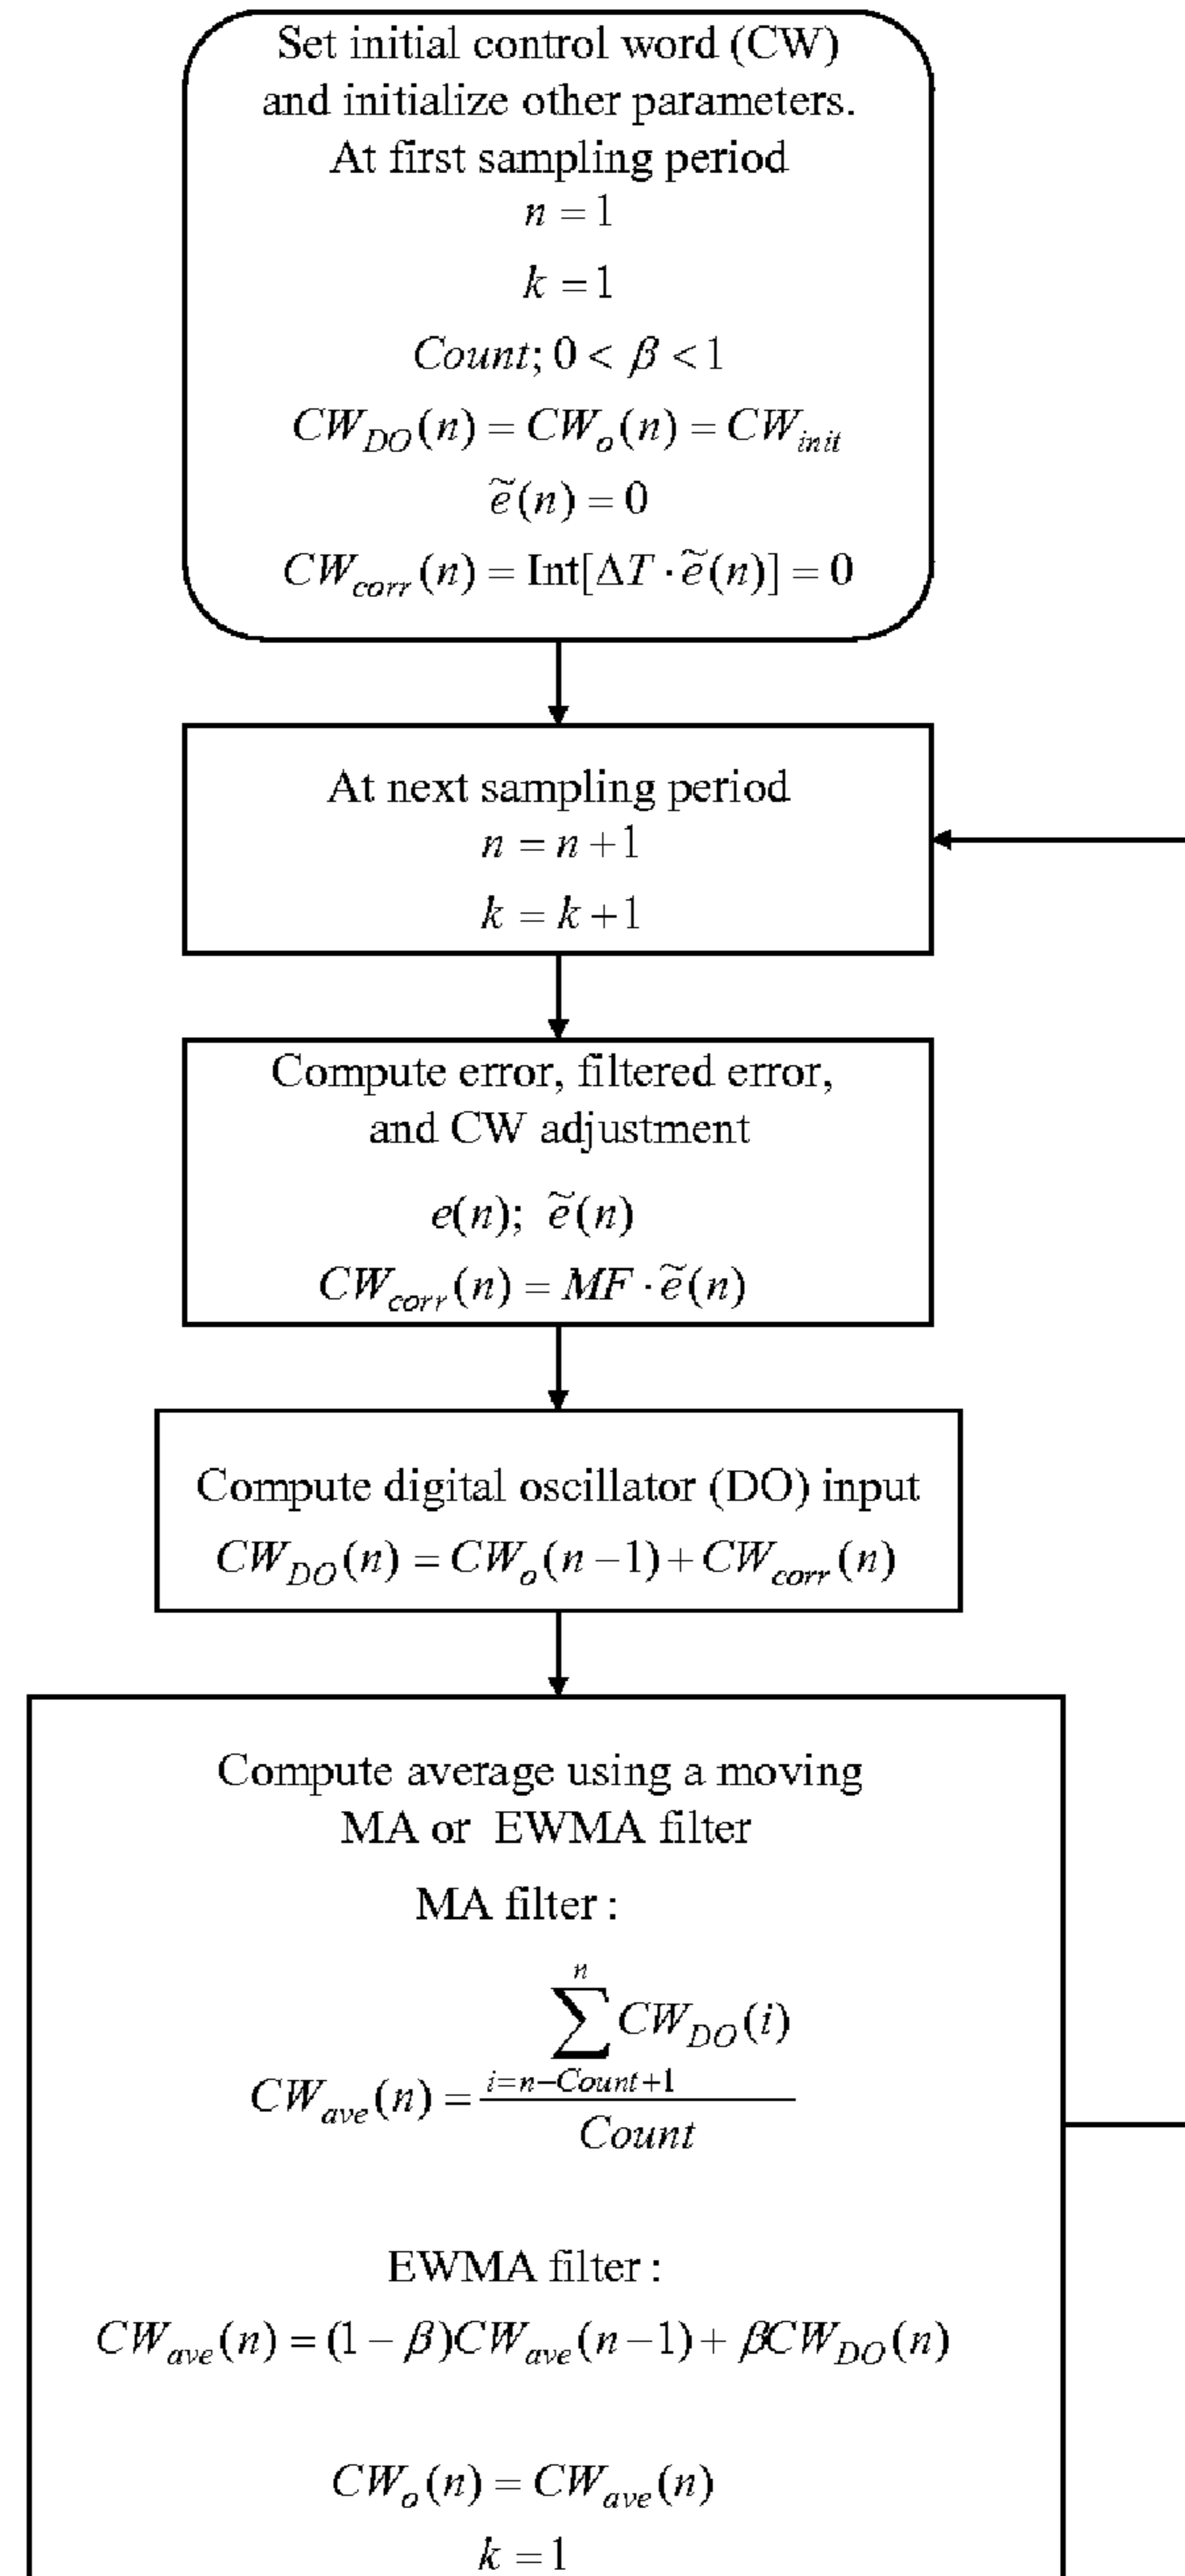 Set initial control word (CW)
and initialize other parameters.
At first sampling period
n = 1
k = 1
Count; 0 < β < 1
CW_DO(n) = CW_o(n) = CW_init
ẽ(n) = 0
CW_corr(n) = Int[ΔT · ẽ(n)] = 0
At next sampling period
n = n + 1
k = k + 1
Compute error, filtered error,
and CW adjustment
e(n); ẽ(n)
CW_corr(n) = MF · ẽ(n)
Compute digital oscillator (DO) input
CW_DO(n) = CW_o(n − 1) + CW_corr(n)
Compute average using a moving
MA or EWMA filter
MA filter :
n
∑ CW_DO(i)
i=n−Count+1
CW_ave(n) =
Count
EWMA filter :
CW_ave(n) = (1 − β)CW_ave(n − 1) + βCW_DO(n)
CW_o(n) = CW_ave(n)
k = 1